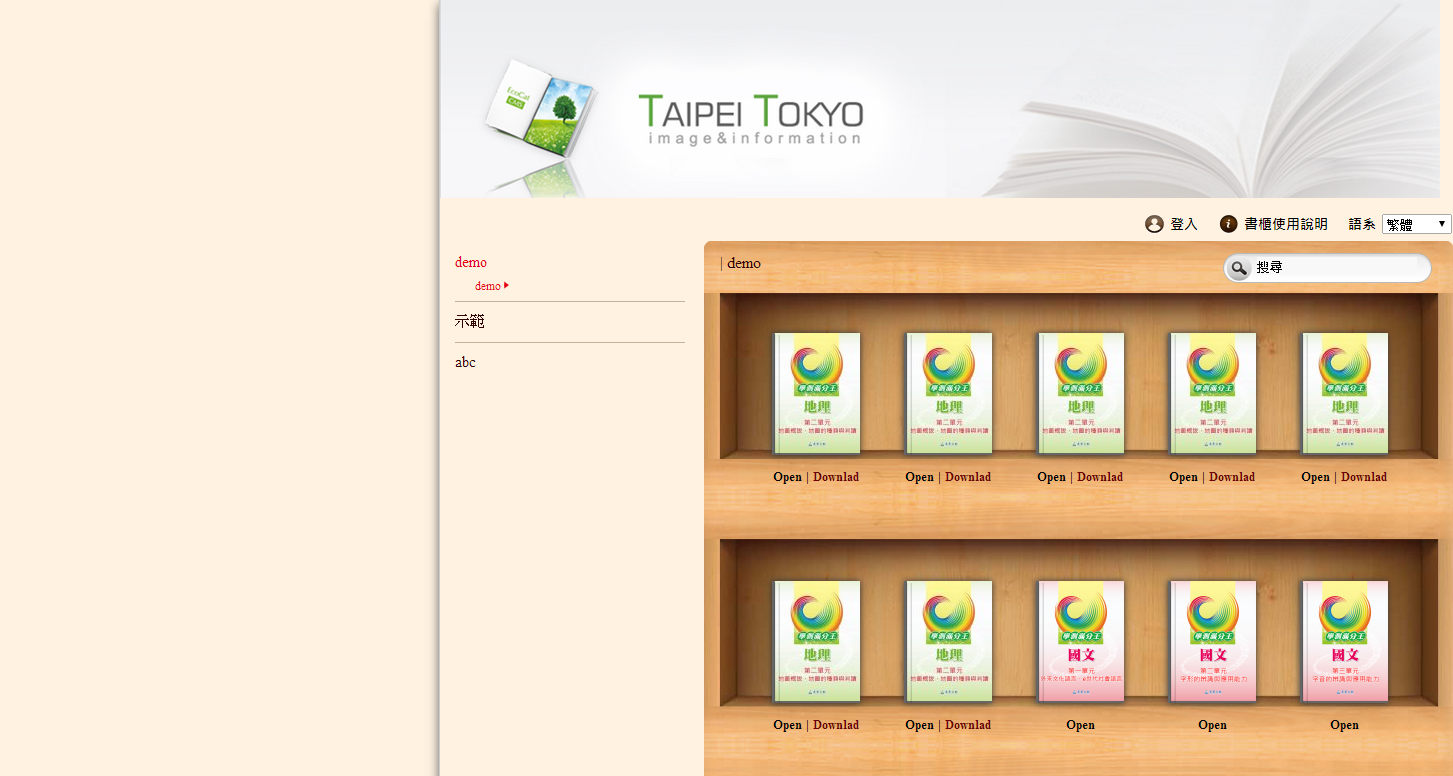 EcoCat
CMS
TAIPEI TOKYO
image&information
登入
書櫃使用說明
語系
繁體
demo
demo
示範
abc
| demo
搜尋
學測滿分王
地理
第二單元
地圖概說、地圖的種類與判讀
學測滿分王
地理
第二單元
地圖概說、地圖的種類與判讀
學測滿分王
地理
第二單元
地圖概說、地圖的種類與判讀
學測滿分王
地理
第二單元
地圖概說、地圖的種類與判讀
學測滿分王
地理
第二單元
地圖概說、地圖的種類與判讀
Open | Downlad
Open | Downlad
Open | Downlad
Open | Downlad
Open | Downlad
學測滿分王
地理
第二單元
地圖概說、地圖的種類與判讀
學測滿分王
地理
第二單元
地圖概說、地圖的種類與判讀
學測滿分王
國文
第一單元
學測滿分王
國文
第二單元
字形的辨識與應用能力
學測滿分王
國文
第三單元
字音的辨識與應用能力
Open | Downlad
Open | Downlad
Open
Open
Open